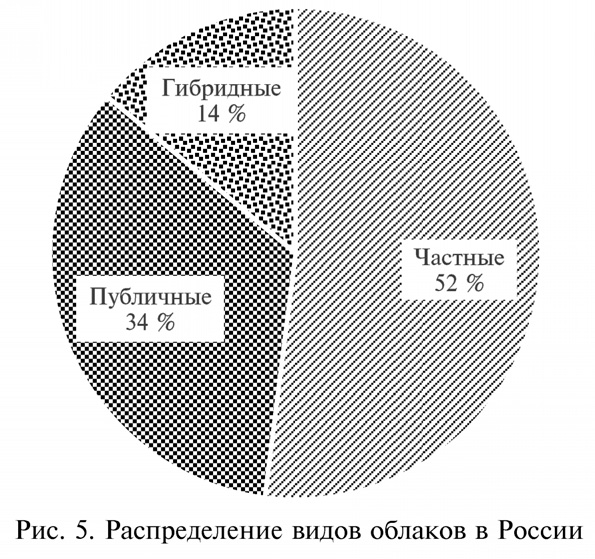 Гибридные
14 %
Частные
52 %
Публичные
34 %
Рис. 5. Распределение видов облаков в России